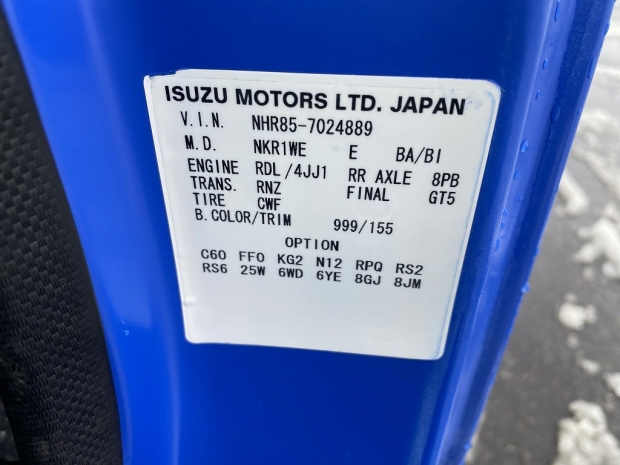 ISUZU MOTORS LTD. JAPAN
V.I.N. NHR85-7024889
M.D. NKR1WE E BA/BI
ENGINE RDL/4JJ1 RR AXLE 8PB
TRANS. RNZ FINAL GT5
TIRE CWF
B.COLOR/TRIM 999/155
OPTION
C60 FF0 KG2 N12 RPQ RS2
RS6 25W 6WD 6YE 8GJ 8JM